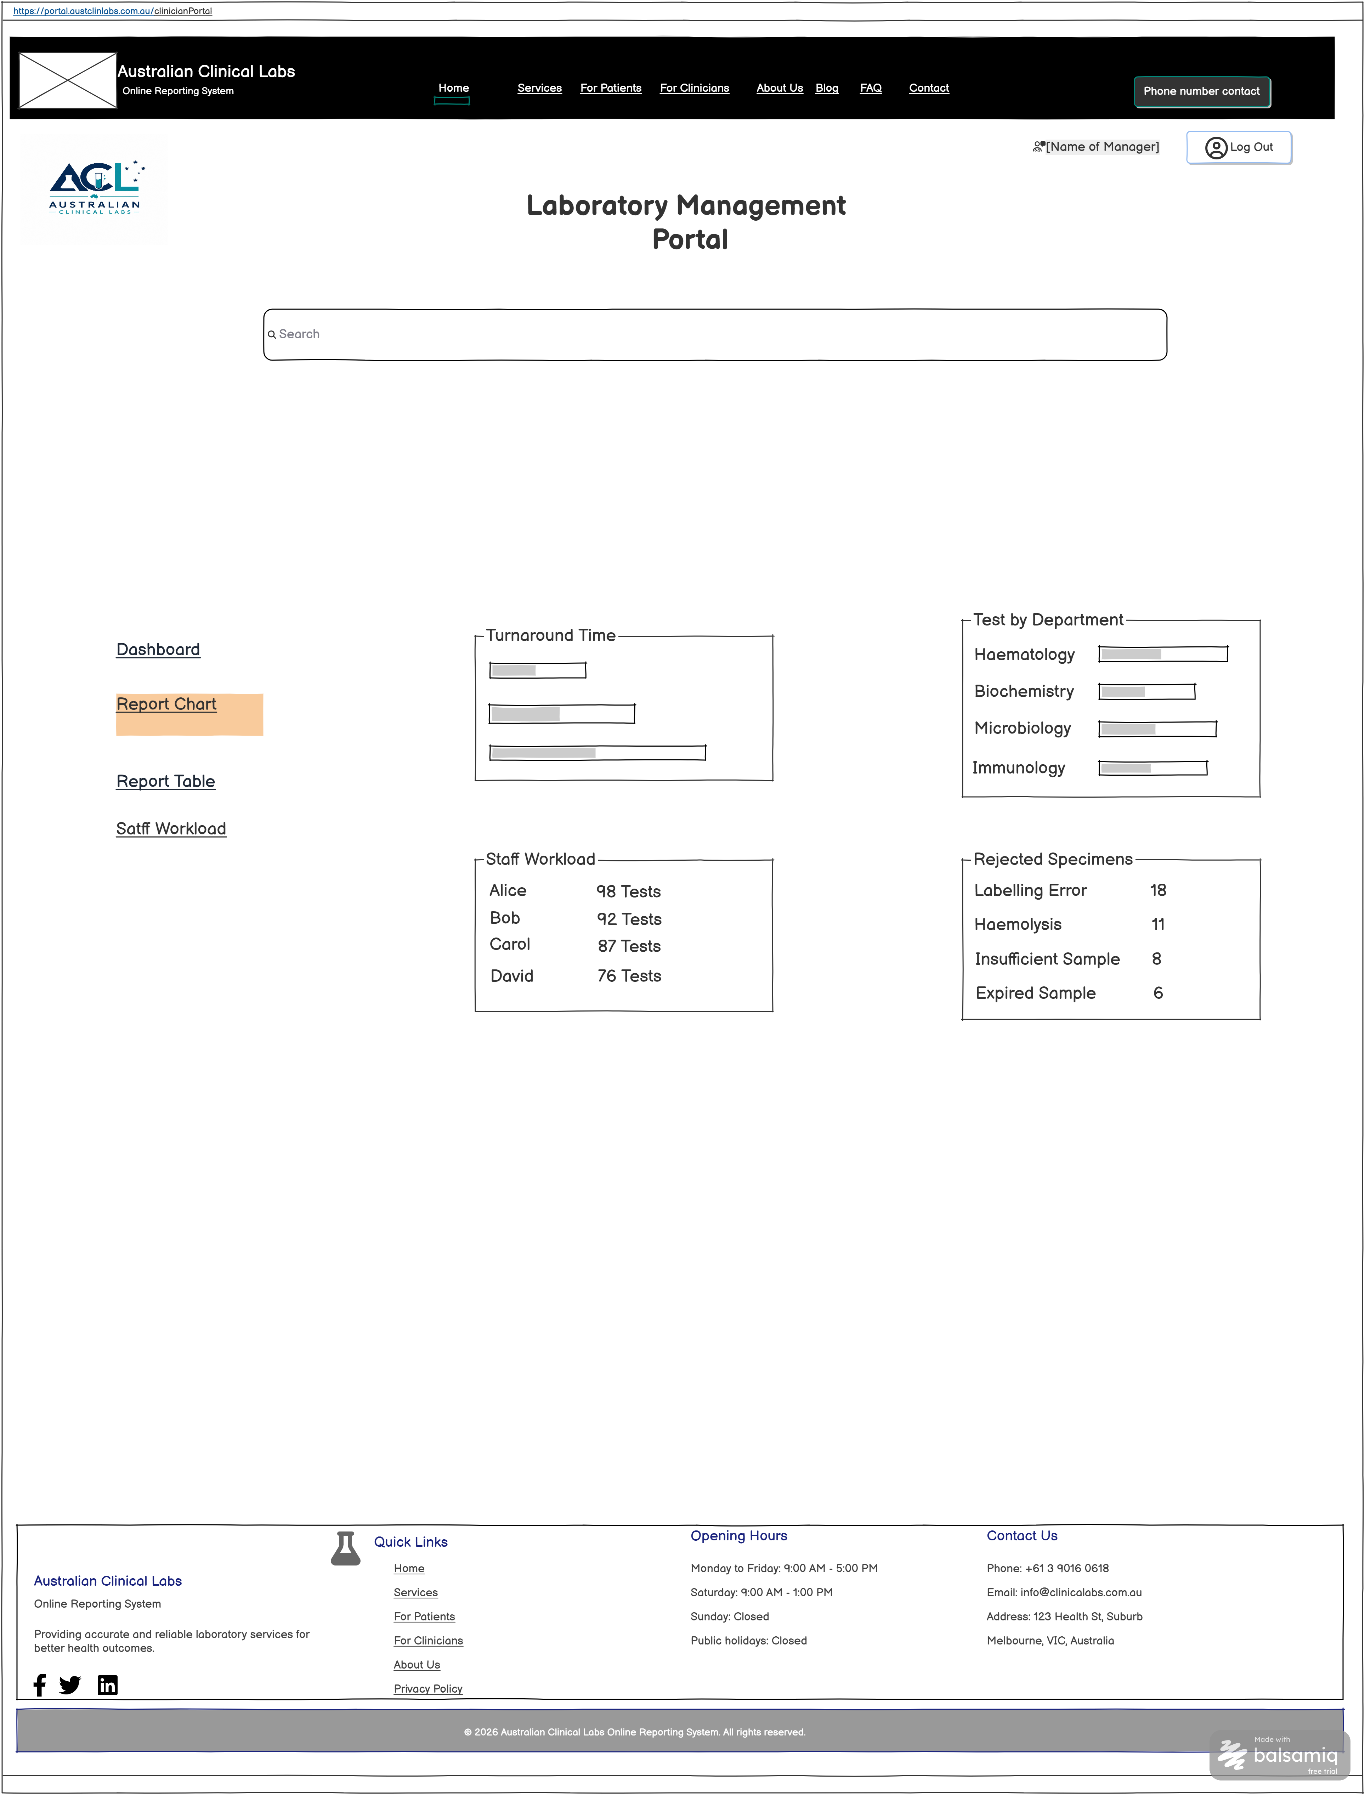 https://portal.austclinlabs.com.au/clinicianPortal
Australian Clinical Labs
Online Reporting System
Home
Services
For Patients
For Clinicians
About Us
Blog
FAQ
Contact
Phone number contact
[Name of Manager]
Log Out
ACL
AUSTRALIAN
CLINICAL LABS
Laboratory Management
Portal
Search
Dashboard
Report Chart
Report Table
Satff Workload
Turnaround Time
Test by Department
Haematology
Biochemistry
Microbiology
Immunology
Staff Workload
Alice 98 Tests
Bob 92 Tests
Carol 87 Tests
David 76 Tests
Rejected Specimens
Labelling Error 18
Haemolysis 11
Insufficient Sample 8
Expired Sample 6
Australian Clinical Labs
Online Reporting System
Providing accurate and reliable laboratory services for
better health outcomes.
Quick Links
Home
Services
For Patients
For Clinicians
About Us
Privacy Policy
Opening Hours
Monday to Friday: 9:00 AM - 5:00 PM
Saturday: 9:00 AM - 1:00 PM
Sunday: Closed
Public holidays: Closed
Contact Us
Phone: +61 3 9016 0618
Email: info@clinicalabs.com.au
Address: 123 Health St, Suburb
Melbourne, VIC, Australia
© 2026 Australian Clinical Labs Online Reporting System. All rights reserved.
Made with
balsamiq
free trial